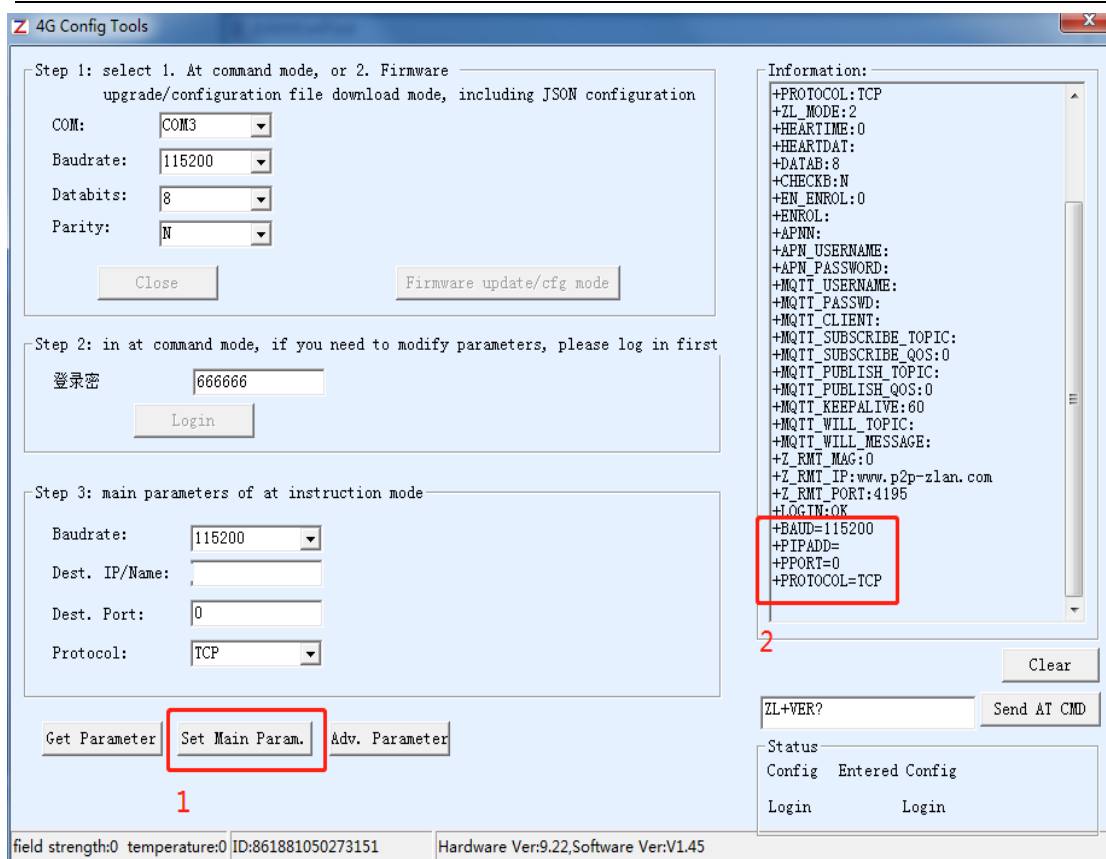 Z 4G Config Tools
x
Step 1: select 1. At command mode, or 2. Firmware
upgrade/configuration file download mode, including JSON configuration
COM: COM3
Baudrate: 115200
Databits: 8
Parity: N
Close Firmware update/cfg mode
Step 2: in at command mode, if you need to modify parameters, please log in first
登录密 666666
Login
Step 3: main parameters of at instruction mode
Baudrate: 115200
Dest. IP/Name:
Dest. Port: 0
Protocol: TCP
Get Parameter Set Main Param. Adv. Parameter
1
Information:
+PROTOCOL:TCP
+ZL_MODE:2
+HEARTIME:0
+HEARTDAT:
+DATAB:8
+CHECKB:N
+EN_ENROL:0
+ENROL:
+APNN:
+APN_USERNAME:
+APN_PASSWORD:
+MQTT_USERNAME:
+MQTT_PASSWD:
+MQTT_CLIENT:
+MQTT_SUBSCRIBE_TOPIC:
+MQTT_SUBSCRIBE_QOS:0
+MQTT_PUBLISH_TOPIC:
+MQTT_PUBLISH_QOS:0
+MQTT_KEEPALIVE:60
+MQTT_WILL_TOPIC:
+MQTT_WILL_MESSAGE:
+Z_RMT_MAG:0
+Z_RMT_IP:www.p2p-zlan.com
+Z_RMT_PORT:4195
+LOGIN:OK
+BAUD=115200
+PIPADD=
+PPORT=0
+PROTOCOL=TCP
2
Clear
ZL+VER? Send AT CMD
Status
Config Entered Config
Login Login
field strength:0 temperature:0 ID:861881050273151 Hardware Ver:9.22,Software Ver:V1.45